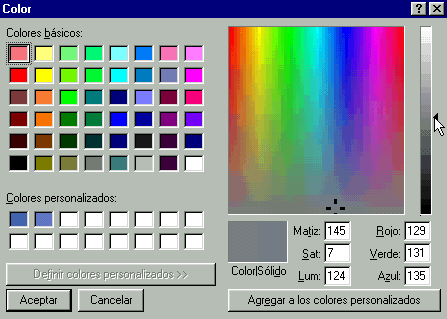 Color
Colores básicos:
Colores personalizados:
Definir colores personalizados >>
Aceptar
Cancelar
Color|Sólido
Matiz: 145
Sat: 7
Lum: 124
Rojo: 129
Verde: 131
Azul: 135
Agregar a los colores personalizados